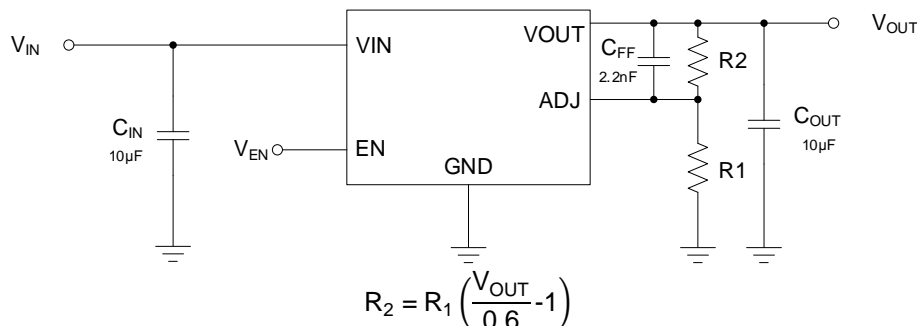 VIN
VIN
VOUT
VOUT
CFF
2.2nF
R2
ADJ
CIN
10µF
COUT
10µF
VEN
EN
R1
GND
R2 = R1 (VOUT/0.6 -1)